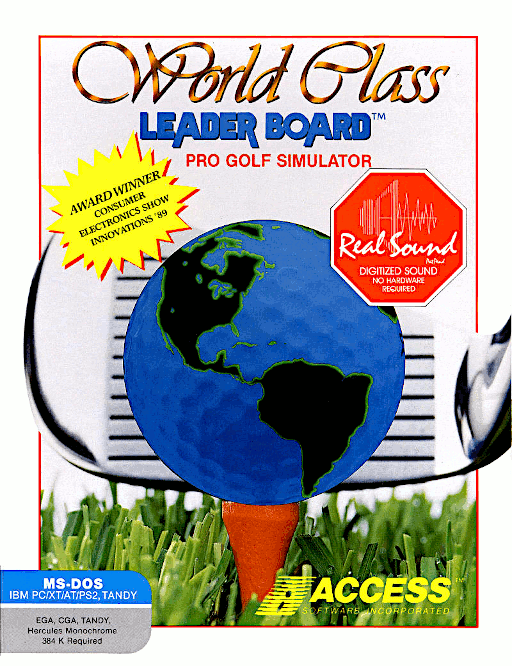 World Class
LEADER BOARD™
PRO GOLF SIMULATOR
AWARD WINNER
CONSUMER
ELECTRONICS SHOW
INNOVATIONS '89
Real Sound
DIGITIZED SOUND
NO HARDWARE
REQUIRED
MS-DOS
IBM PC/XT/AT/PS2, TANDY
EGA, CGA, TANDY,
Hercules Monochrome
384 K Required
ACCESS™
SOFTWARE INCORPORATED